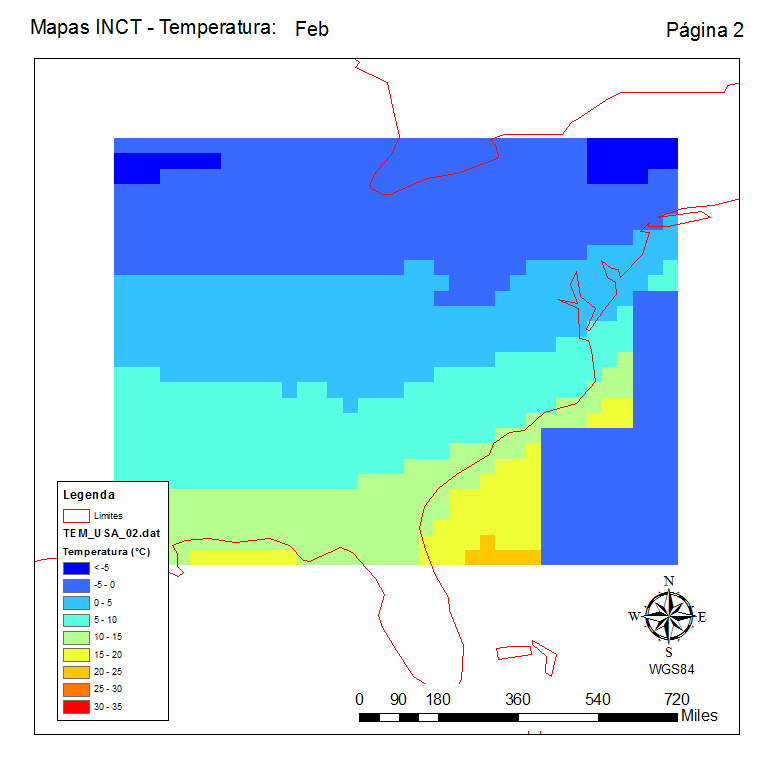 Mapas INCT - Temperatura: Feb Página 2
Legenda
Limites
TEM_USA_02.dat
Temperatura (°C)
< -5
-5 - 0
0 - 5
5 - 10
10 - 15
15 - 20
20 - 25
25 - 30
30 - 35
N
W E
S
WGS84
0 90 180 360 540 720
Miles